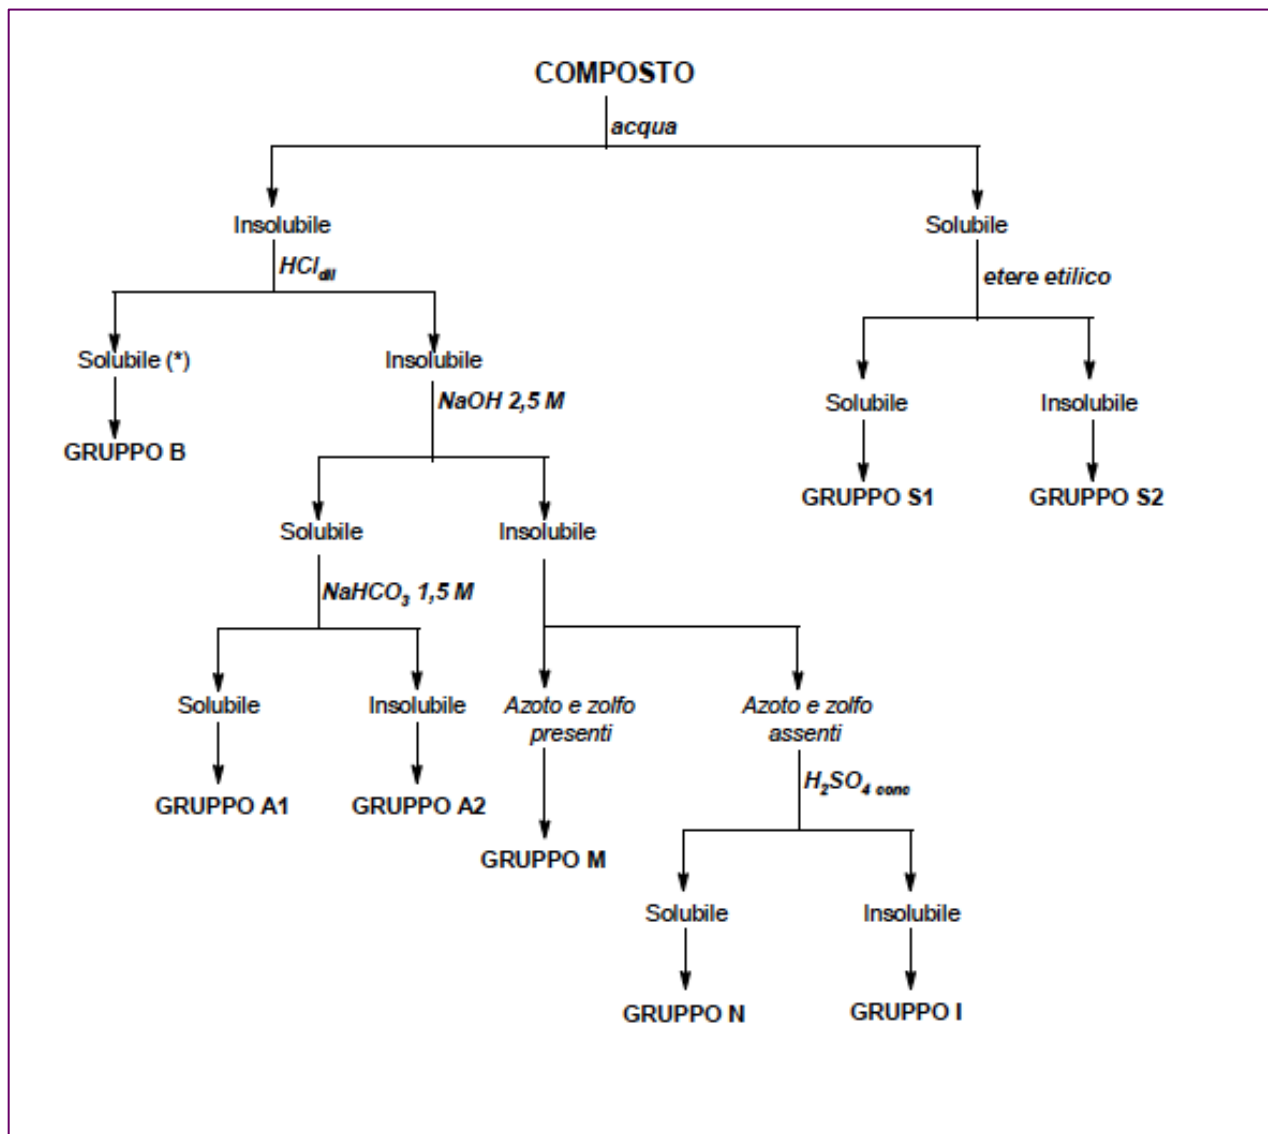 COMPOSTO
acqua
Insolubile
Solubile
HCl dil
etere etilico
Solubile (*)
Insolubile
NaOH 2,5 M
Solubile
Insolubile
GRUPPO B
GRUPPO S1
GRUPPO S2
Solubile
Insolubile
NaHCO3 1,5 M
Solubile
Insolubile
Azoto e zolfo
presenti
Azoto e zolfo
assenti
H2SO4 conc
GRUPPO A1
GRUPPO A2
GRUPPO M
Solubile
Insolubile
GRUPPO N
GRUPPO I